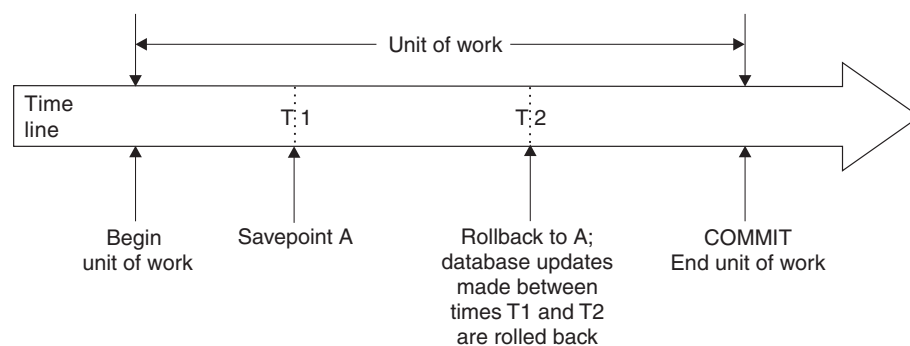 Unit of work
Time
line
T 1
T 2
Begin
unit of work
Savepoint A
Rollback to A;
database updates
made between
times T1 and T2
are rolled back
COMMIT
End unit of work